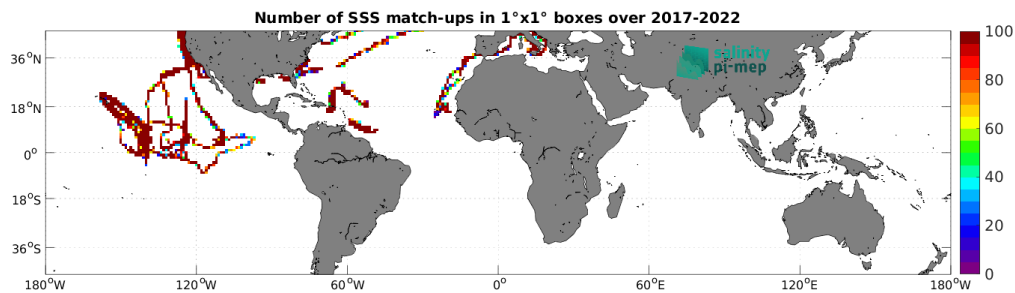 Number of SSS match-ups in 1°x1° boxes over 2017-2022
salinity
pi-mep
36°N
18°N
0°
18°S
36°S
180°W
120°W
60°W
0°
60°E
120°E
180°W
100
80
60
40
20
0